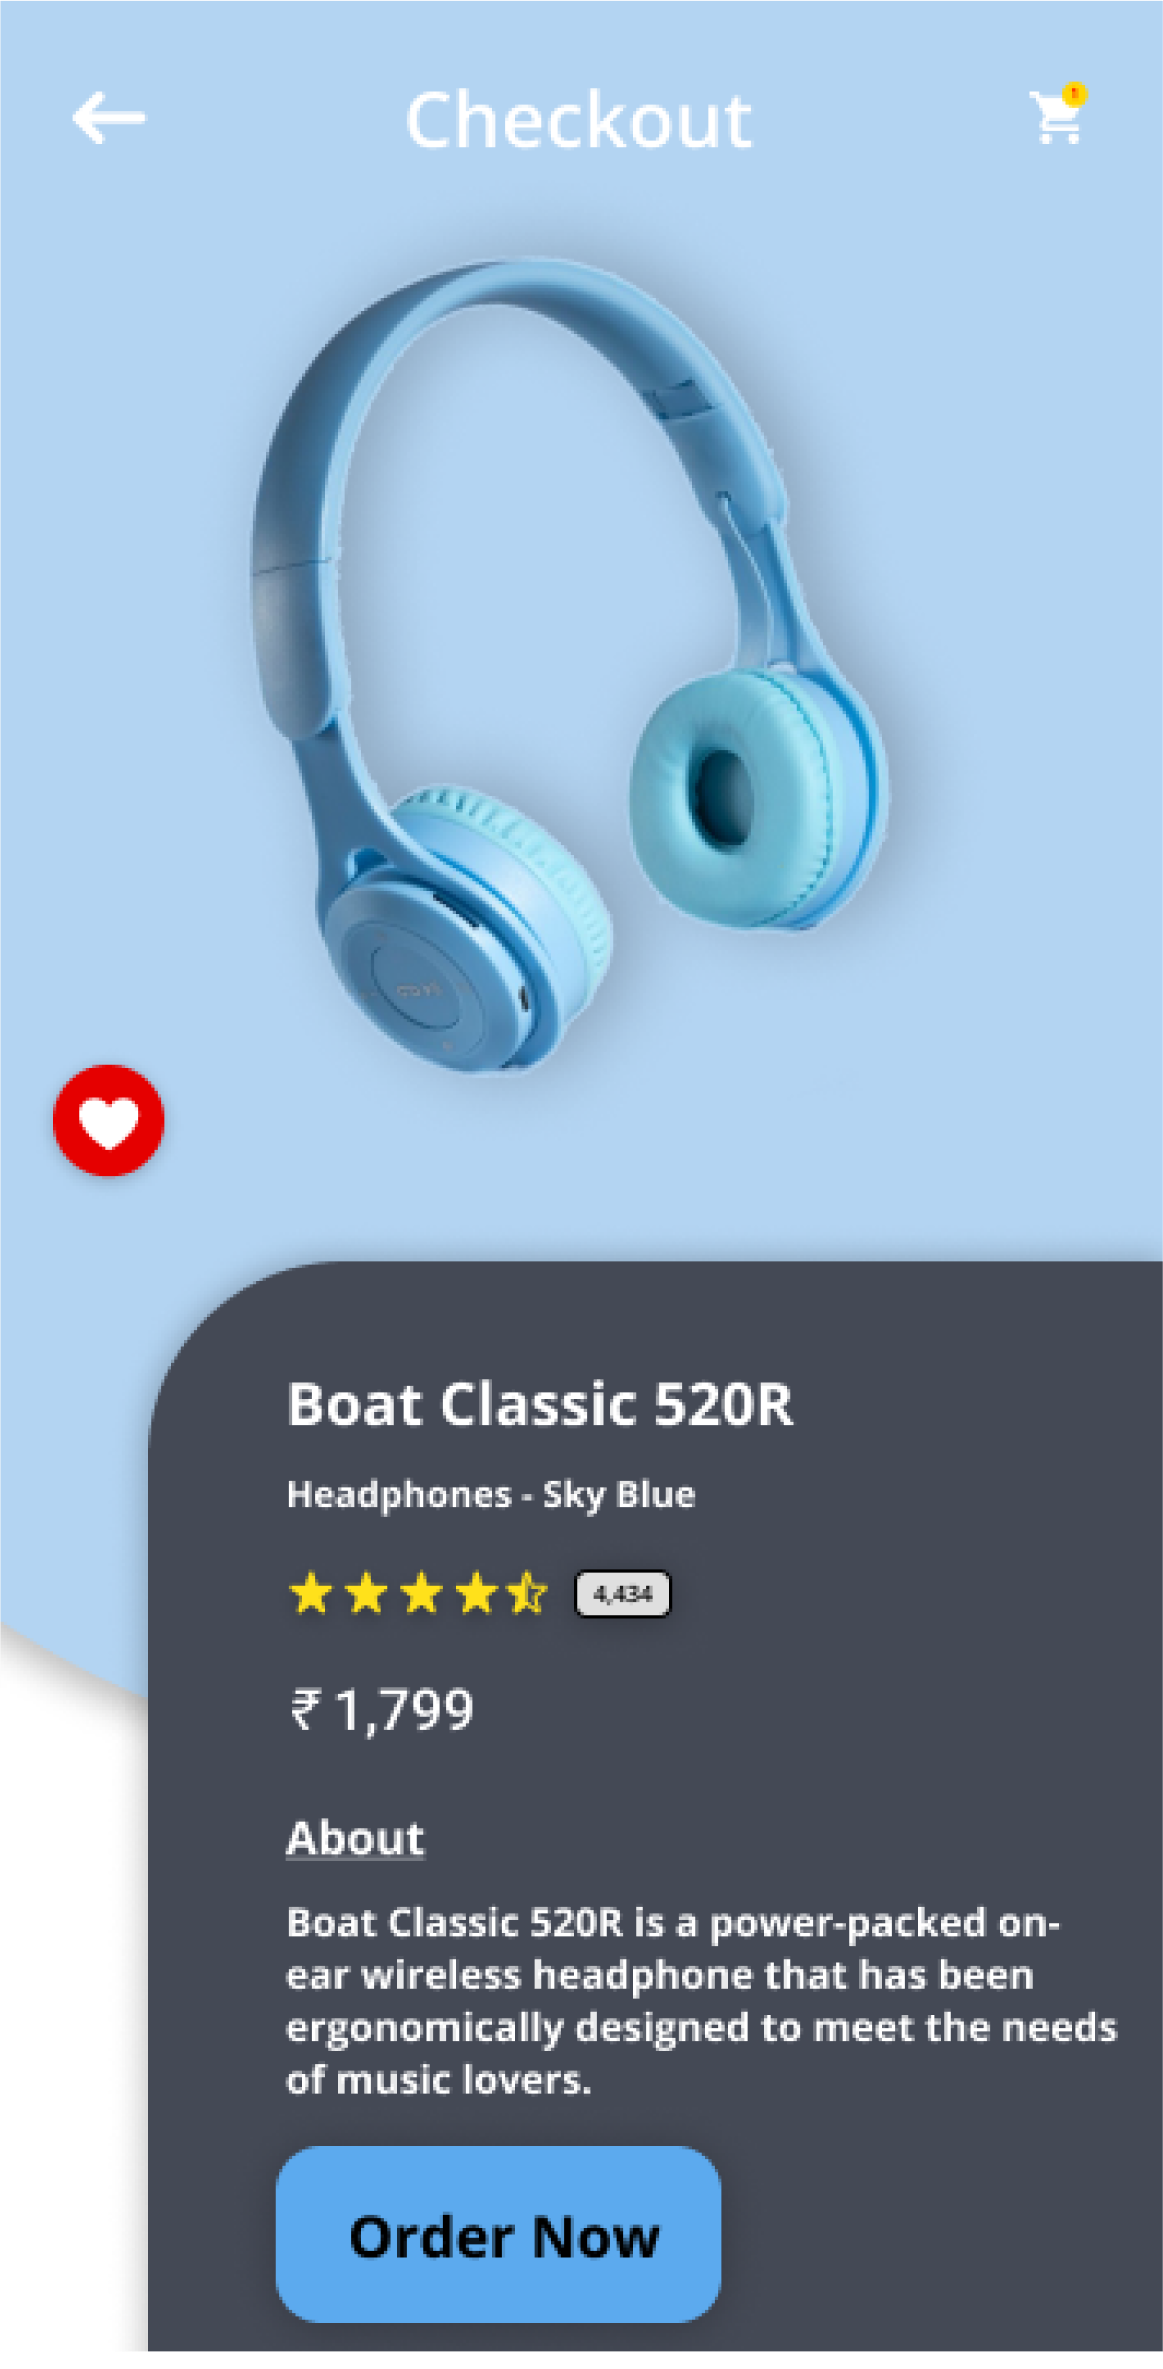 Checkout
Boat Classic 520R
Headphones - Sky Blue
4,434
₹ 1,799
About
Boat Classic 520R is a power-packed on-
ear wireless headphone that has been
ergonomically designed to meet the needs
of music lovers.
Order Now